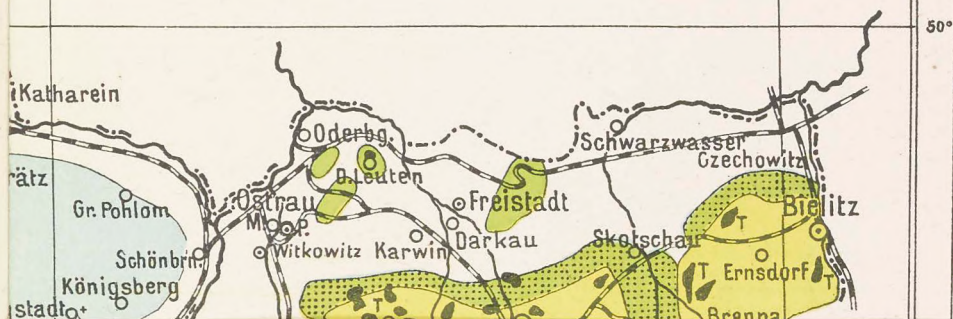 50°
Katharein
Oderbg.
Schwarzwasser
Czechowitz
rätz
D. Leuten
Gr. Pohlom
Ostrau
Freistadt
Bielitz
M.
P.
T
Schönbrn.
Witkowitz
Karwin
Darkau
Skotschau
Königsberg
T
T
Ernsdorf
T
stadt
Brenna